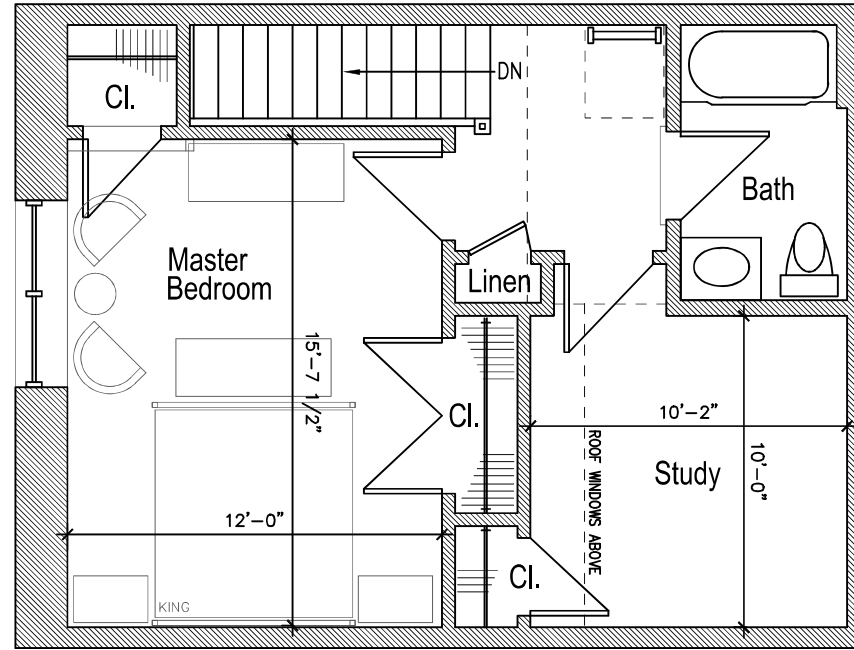 Cl.
DN
Bath
Master
Bedroom
Linen
15'-7 1/2"
Cl.
10'-2"
ROOF WINDOWS ABOVE
Study
10'-0"
12'-0"
Cl.
KING